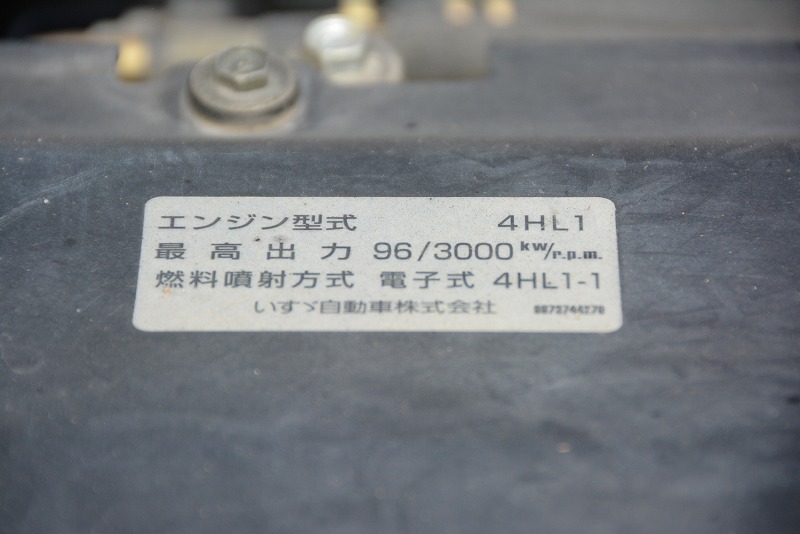 エンジン型式 4HL1
最高出力 96/3000 kw/r.p.m.
燃料噴射方式 電子式 4HL1-1
いすゞ自動車株式会社